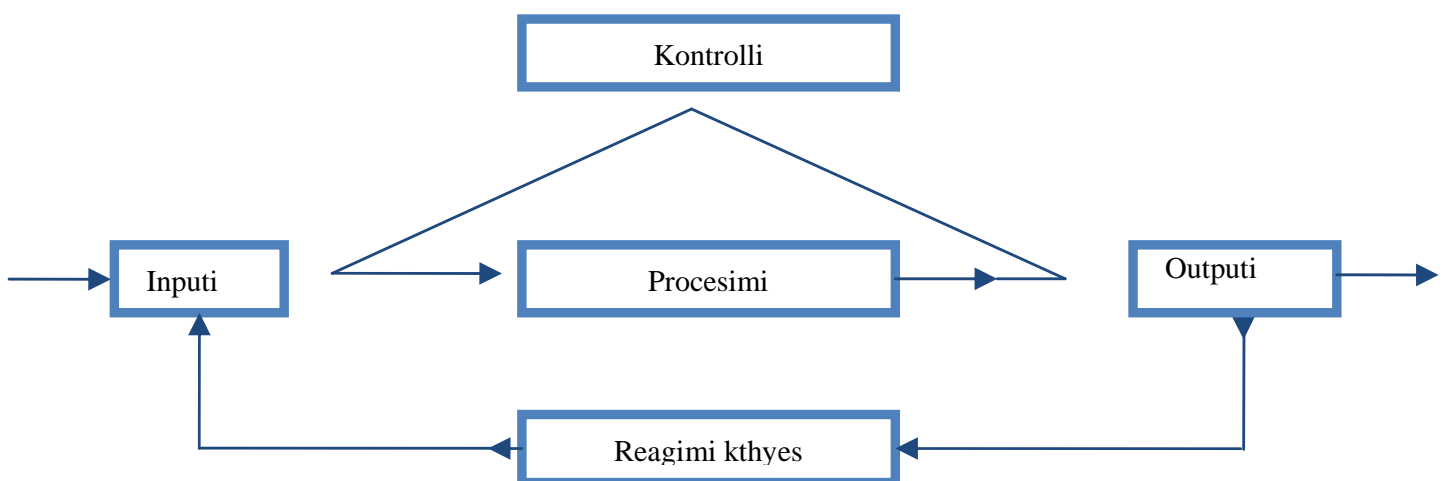 Kontrolli
Inputi
Procesimi
Outputi
Reagimi kthyes